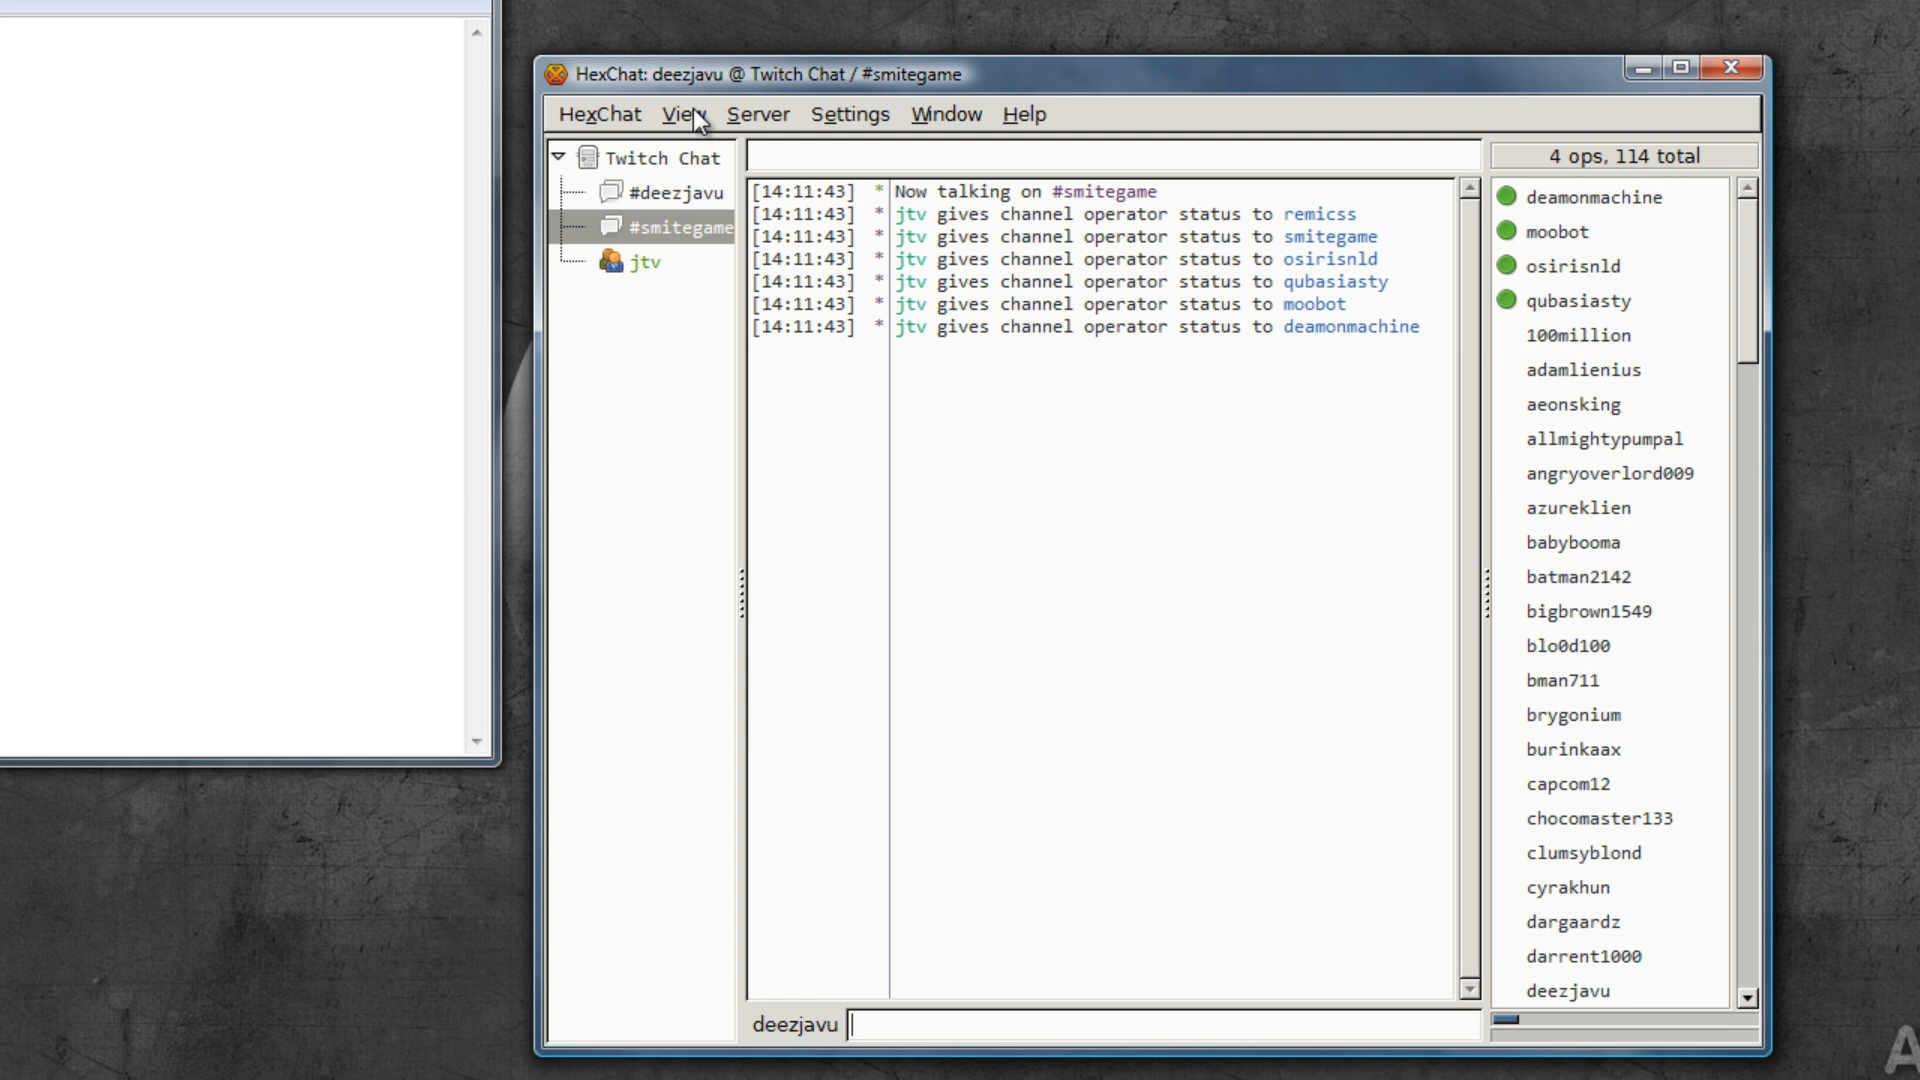 HexChat: deezjavu @ Twitch Chat / #smitegame
HexChat View Server Settings Window Help
Twitch Chat
#deezjavu
#smitegame
jtv
[14:11:43] * Now talking on #smitegame
[14:11:43] * jtv gives channel operator status to remicss
[14:11:43] * jtv gives channel operator status to smitegame
[14:11:43] * jtv gives channel operator status to osirisnld
[14:11:43] * jtv gives channel operator status to qubasiasty
[14:11:43] * jtv gives channel operator status to moobot
[14:11:43] * jtv gives channel operator status to deamonmachine
deezjavu
4 ops, 114 total
deamonmachine
moobot
osirisnld
qubasiasty
100million
adamlienius
aeonsking
allmightypumpal
angryoverlord009
azureklien
babybooma
batman2142
bigbrown1549
blo0d100
bman711
brygonium
burinkaax
capcom12
chocomaster133
clumsyblond
cyrakhun
dargaardz
darrent1000
deezjavu
A